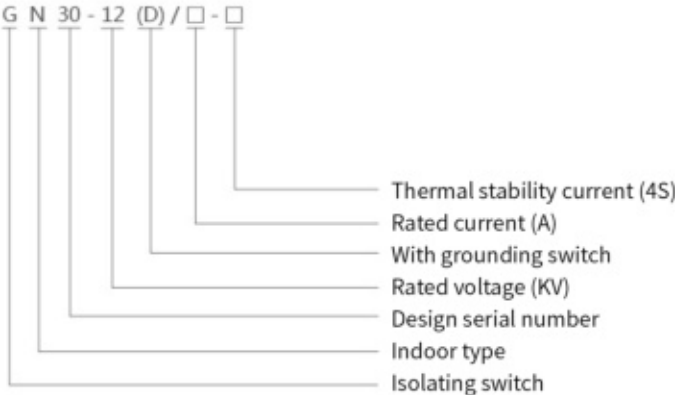 G N 30 - 12 (D) / □ - □
Thermal stability current (4S)
Rated current (A)
With grounding switch
Rated voltage (KV)
Design serial number
Indoor type
Isolating switch